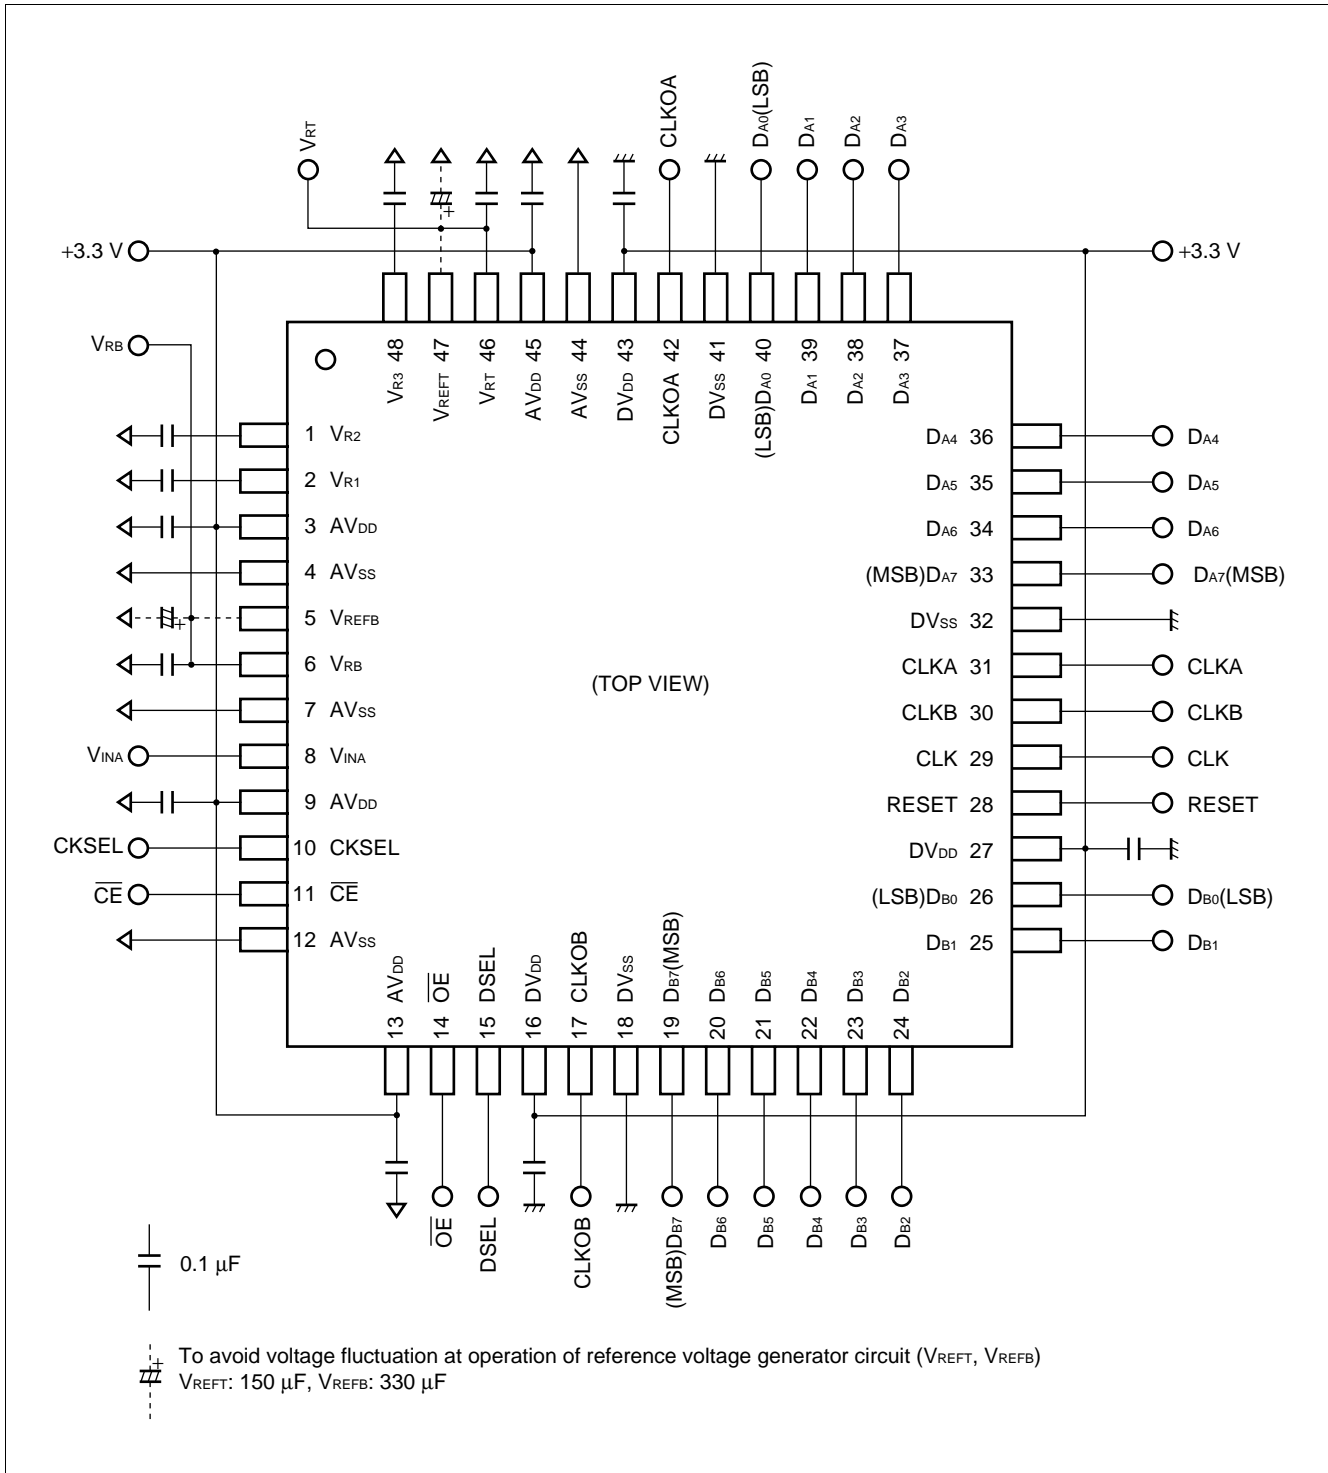 VRT
CLKOA
DA0(LSB)
DA1
DA2
DA3
+
+3.3 V
+3.3 V
VRB
48 VR3
47 VREFT
46 VRT
45 AVDD
44 AVSS
43 DVDD
42 CLKOA
41 DVSS
40 (LSB)DA0
39 DA1
38 DA2
37 DA3
1 VR2
2 VR1
3 AVDD
4 AVSS
+
5 VREFB
6 VRB
7 AVSS
VINA
8 VINA
9 AVDD
CKSEL
10 CKSEL
C̅E̅
11 C̅E̅
12 AVSS
(TOP VIEW)
DA4 36
DA4
DA5 35
DA5
DA6 34
DA6
(MSB)DA7 33
DA7(MSB)
DVSS 32
CLKA 31
CLKA
CLKB 30
CLKB
CLK 29
CLK
RESET 28
RESET
DVDD 27
(LSB)DB0 26
DB0(LSB)
DB1 25
DB1
13 AVDD
14 O̅E̅
15 DSEL
16 DVDD
17 CLKOB
18 DVSS
19 DB7(MSB)
20 DB6
21 DB5
22 DB4
23 DB3
24 DB2
O̅E̅
DSEL
CLKOB
(MSB)DB7
DB6
DB5
DB4
DB3
DB2
0.1 μF
+
To avoid voltage fluctuation at operation of reference voltage generator circuit (VREFT, VREFB)
VREFT: 150 μF, VREFB: 330 μF